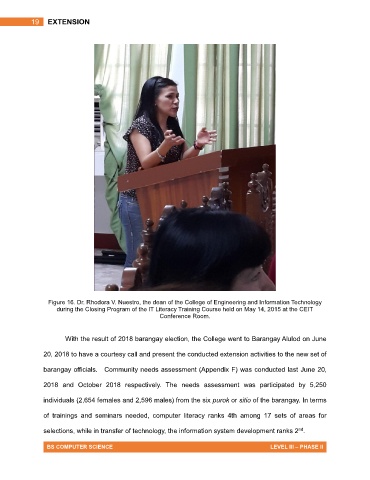 19 EXTENSION
Figure 16. Dr. Rhodora V. Nuestro, the dean of the College of Engineering and Information Technology
during the Closing Program of the IT Literacy Training Course held on May 14, 2015 at the CEIT
Conference Room.
With the result of 2018 barangay election, the College went to Barangay Alulod on June
20, 2018 to have a courtesy call and present the conducted extension activities to the new set of
barangay officials. Community needs assessment (Appendix F) was conducted last June 20,
2018 and October 2018 respectively. The needs assessment was participated by 5,250
individuals (2,654 females and 2,596 males) from the six purok or sitio of the barangay. In terms
of trainings and seminars needed, computer literacy ranks 4th among 17 sets of areas for
selections, while in transfer of technology, the information system development ranks 2nd.
BS COMPUTER SCIENCE LEVEL III – PHASE II